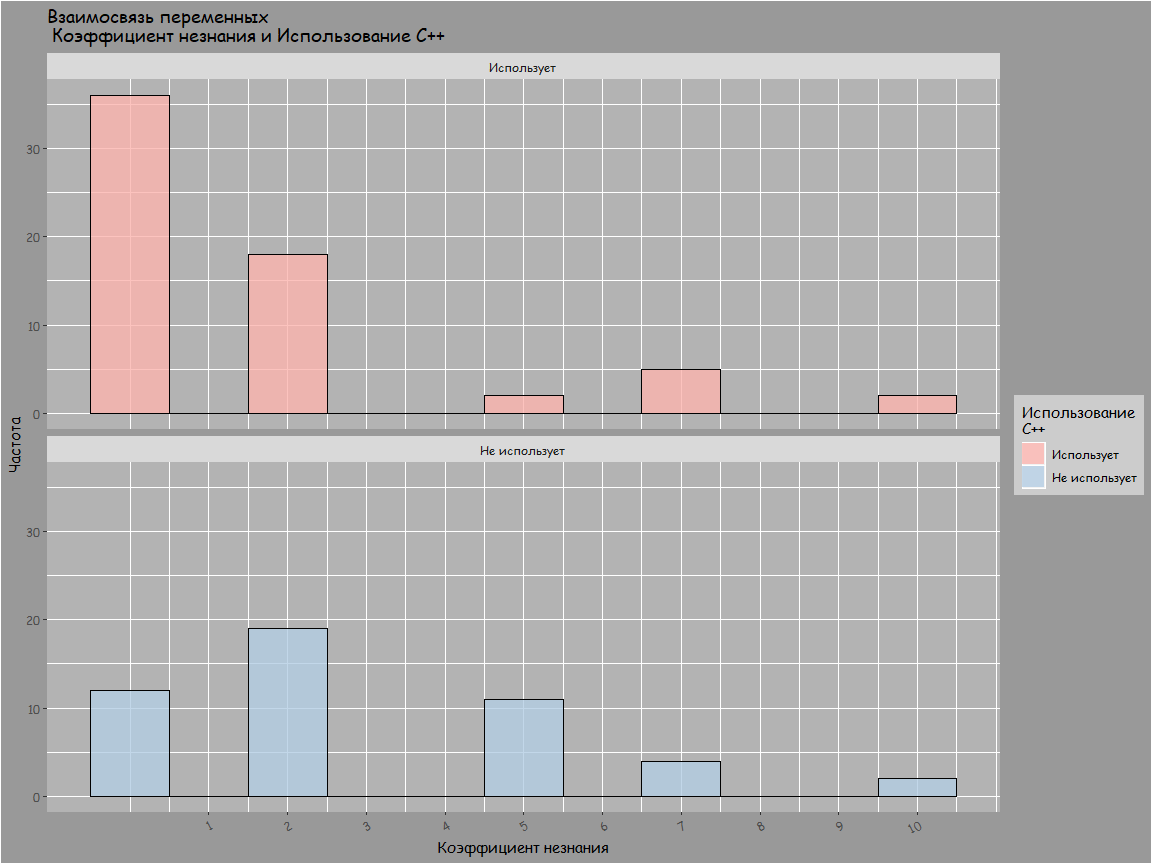 Взаимосвязь переменных
Коэффициент незнания и Использование C++
Использует
30
20
10
0
Частота
Не использует
30
20
10
0
1 2 3 4 5 6 7 8 9 10
Коэффициент незнания
Использование
C++
Использует
Не использует